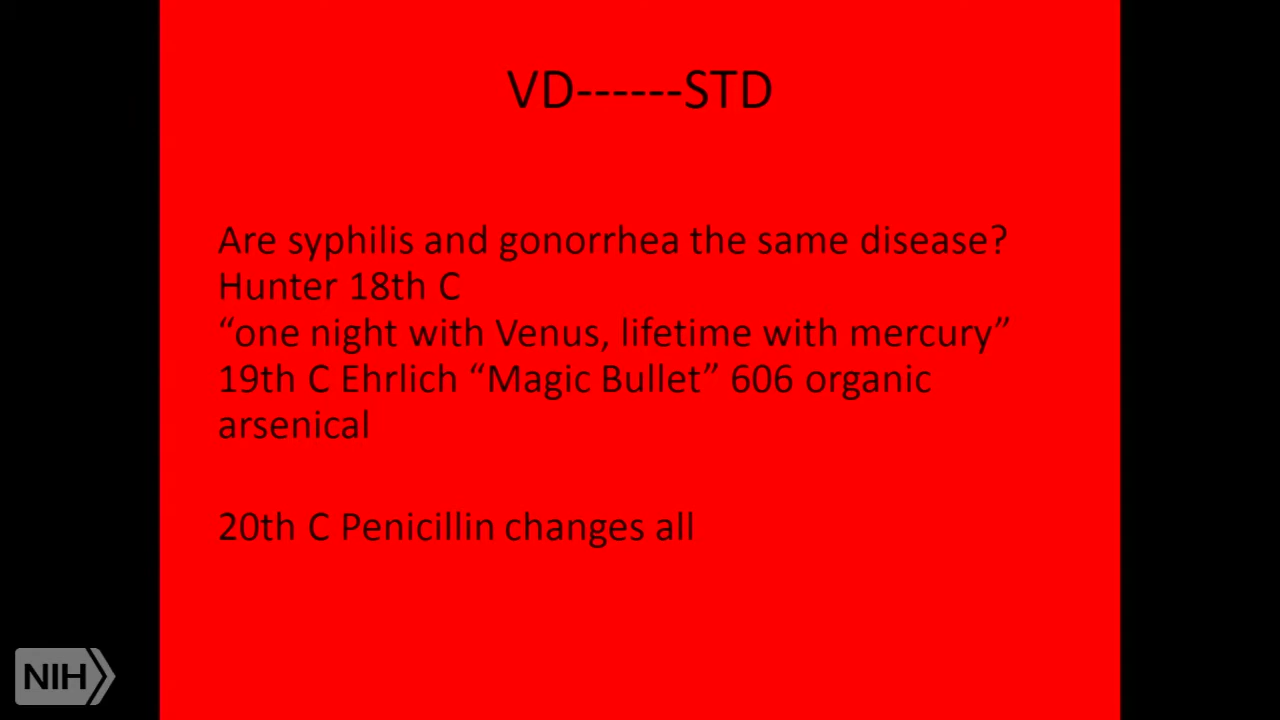 VD------STD
Are syphilis and gonorrhea the same disease?
Hunter 18th C
“one night with Venus, lifetime with mercury”
19th C Ehrlich “Magic Bullet” 606 organic
arsenical
20th C Penicillin changes all
NIH